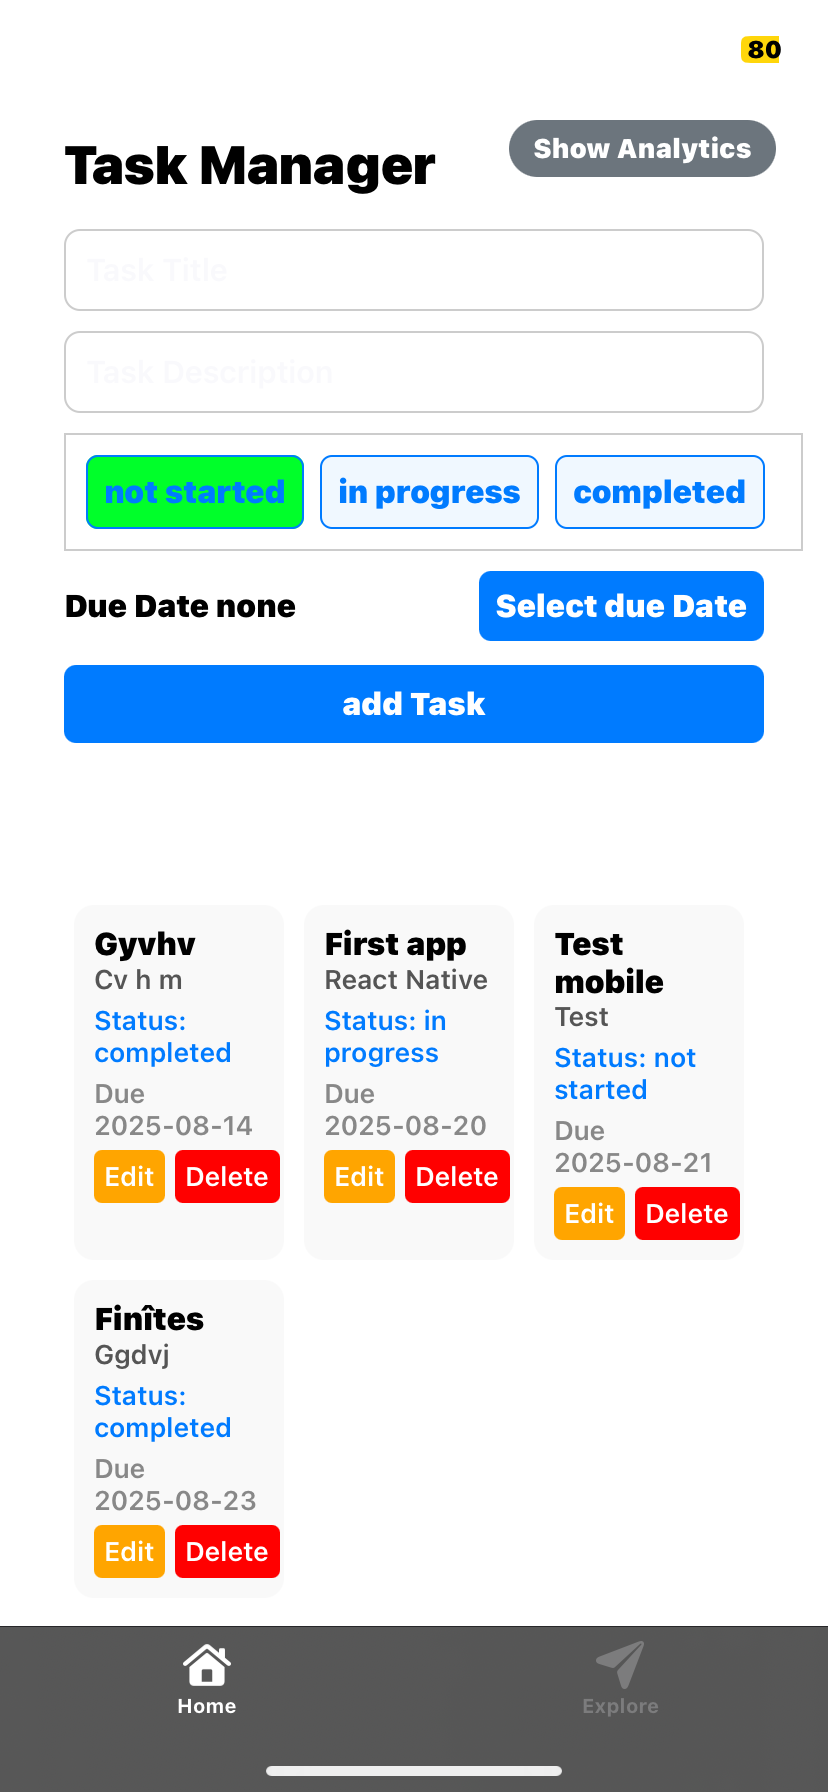 80
Task Manager
Show Analytics
Task Title
Task Description
not started
in progress
completed
Due Date none
Select due Date
add Task
Gyvhv
Cv h m
Status:
completed
Due
2025-08-14
Edit
Delete
First app
React Native
Status: in
progress
Due
2025-08-20
Edit
Delete
Test
mobile
Test
Status: not
started
Due
2025-08-21
Edit
Delete
Finîtes
Ggdvj
Status:
completed
Due
2025-08-23
Edit
Delete
Home
Explore